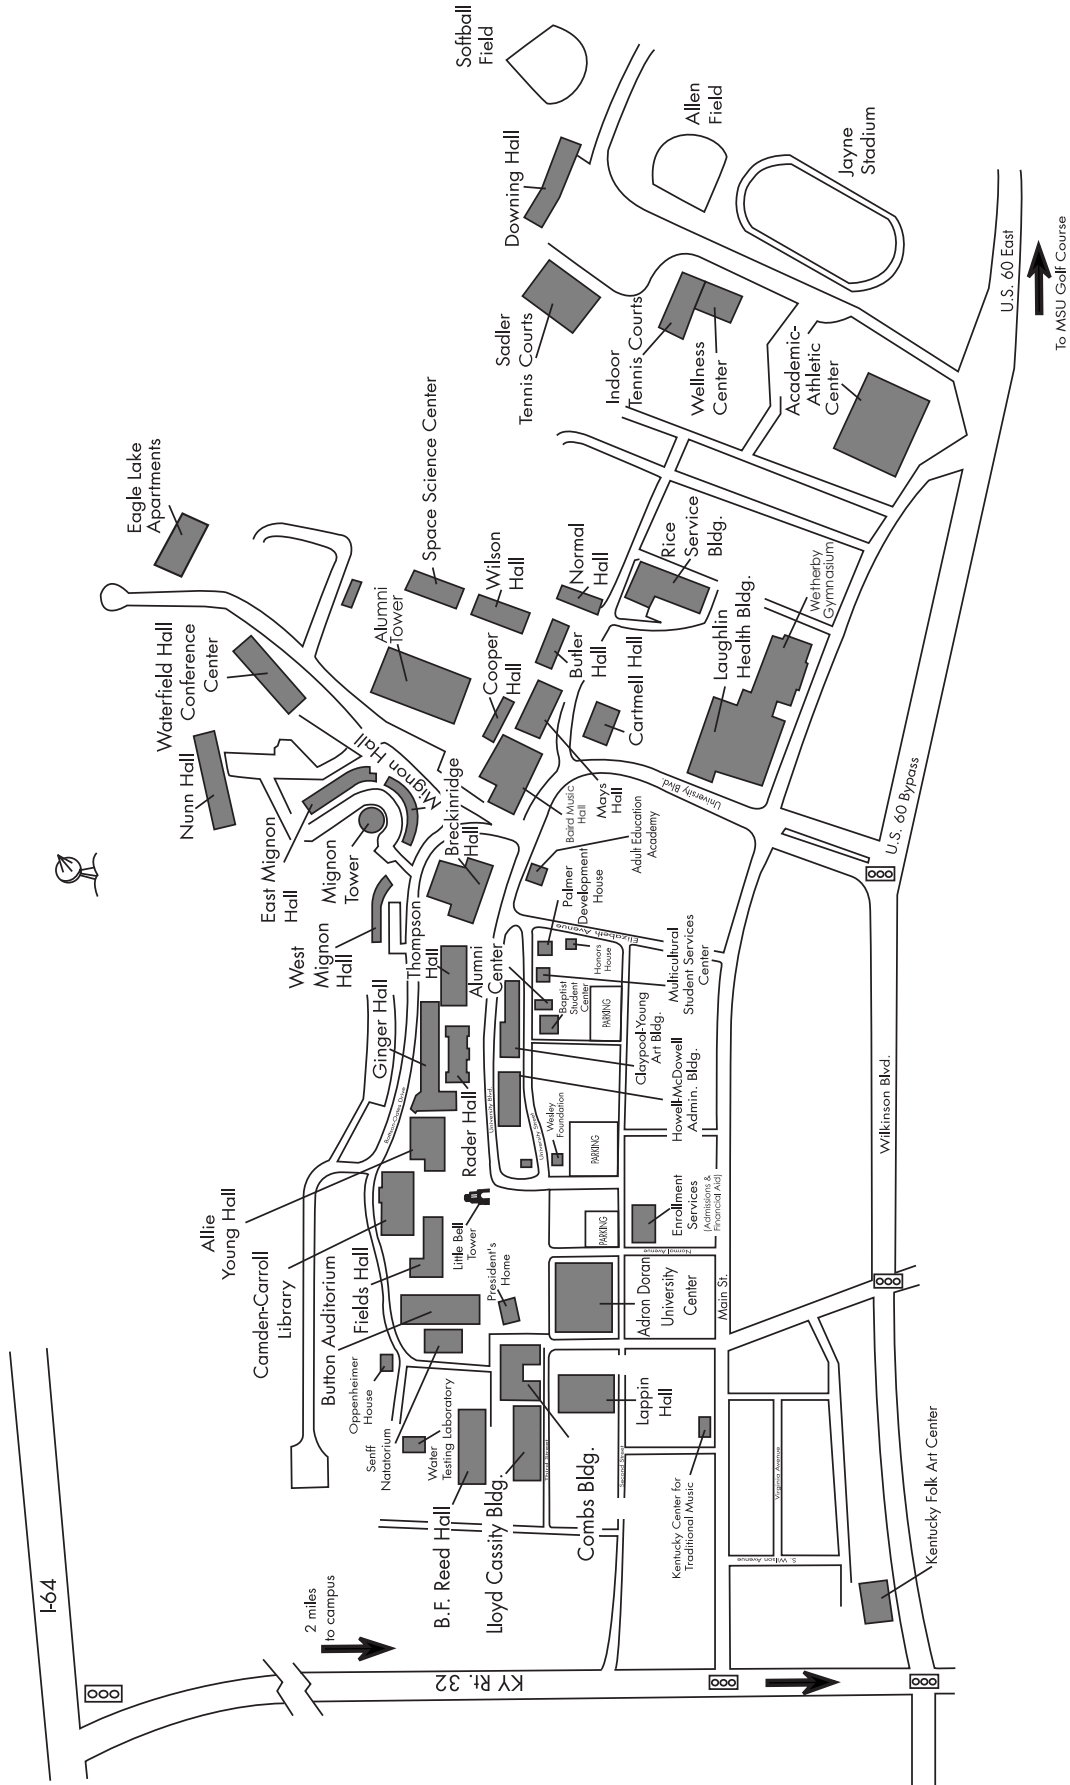 Softball
Field
Allen
Field
Jayne
Stadium
Downing Hall
Sadler
Tennis Courts
Indoor
Tennis Courts
Wellness
Center
Academic-
Athletic
Center
U.S. 60 East
To MSU Golf Course
Eagle Lake
Apartments
Space Science Center
Wilson
Hall
Normal
Hall
Rice
Service
Bldg.
Wetherby
Gymnasium
Waterfield Hall
Conference
Center
Alumni
Tower
Cooper
Hall
Butler
Hall
Cartmell Hall
Laughlin
Health Bldg.
Nunn Hall
Mignon Hall
Breckinridge
Hall
Baird Music
Hall
Mays
Hall
University Blvd.
Adult Education
Academy
U.S. 60 Bypass
East Mignon
Hall
Mignon
Tower
West
Mignon
Hall
Thompson
Hall
Alumni
Center
Palmer
Development
House
Elizabeth Avenue
Honors
House
Multicultural
Student Services
Center
Baptist
Student
Center
PARKING
Ginger Hall
Claypool-Young
Art Bldg.
Howell-McDowell
Admin. Bldg.
Wilkinson Blvd.
Rader Hall
University Blvd.
University Street
Wesley
Foundation
PARKING
Allie
Young Hall
Camden-Carroll
Library
Button Auditorium
Fields Hall
Little Bell
Tower
President's
Home
PARKING
Enrollment
Services
(Admissions &
Financial Aid)
Normal Avenue
Adron Doran
University
Center
Main St.
Oppenheimer
House
Senff
Natatorium
Water
Testing Laboratory
B.F. Reed Hall
Lloyd Cassity Bldg.
Combs Bldg.
Third Street
Lappin
Hall
Second Street
Kentucky Center for
Traditional Music
Virginia Avenue
S. Wilson Avenue
Kentucky Folk Art Center
I-64
2 miles
to campus
KY Rt. 32